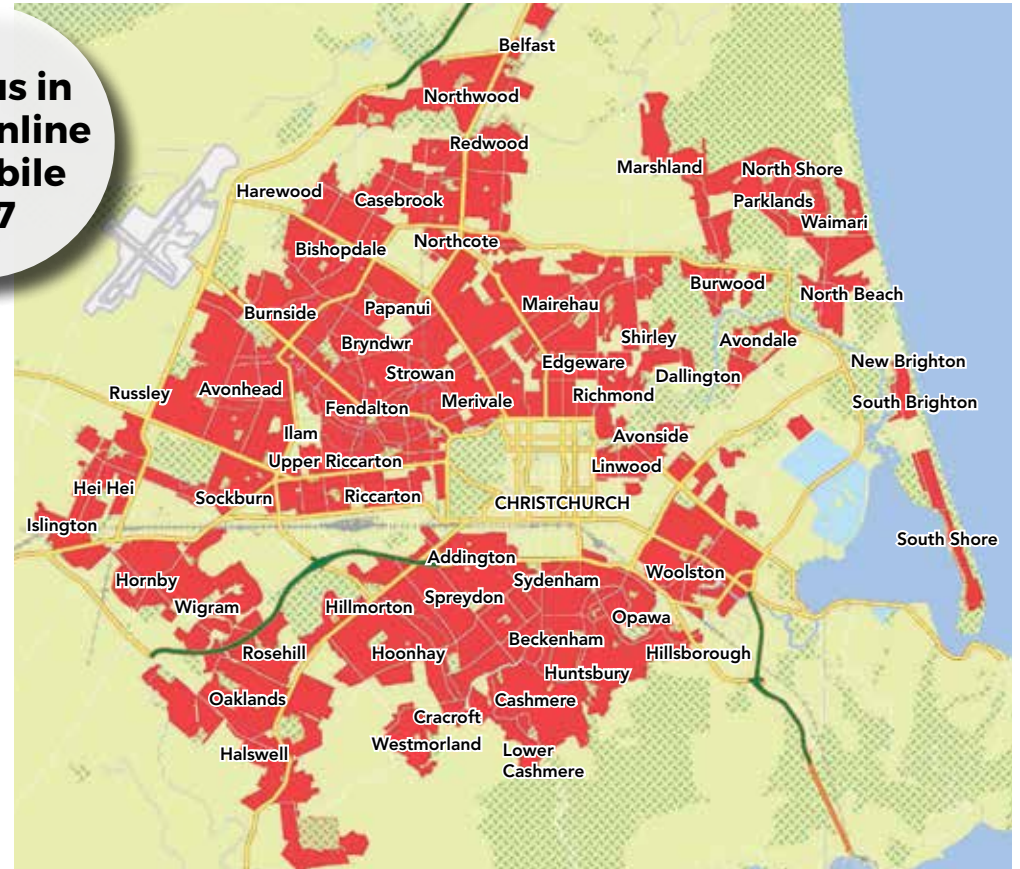 in
7
Belfast
Northwood
Redwood
Marshland
North Shore
Harewood
Casebrook
Parklands
Waimari
Bishopdale
Northcote
Burwood
North Beach
Burnside
Papanui
Mairehau
Bryndwr
Shirley
Avondale
Edgeware
New Brighton
Strowan
Dallington
Russley
Avonhead
Richmond
South Brighton
Fendalton
Merivale
Ilam
Avonside
Upper Riccarton
Linwood
Hei Hei
Sockburn
Riccarton
CHRISTCHURCH
Islington
South Shore
Addington
Hornby
Sydenham
Woolston
Wigram
Hillmorton
Spreydon
Opawa
Rosehill
Hoonhay
Beckenham
Hillsborough
Huntsbury
Oaklands
Cashmere
Cracroft
Halswell
Westmorland
Lower
Cashmere